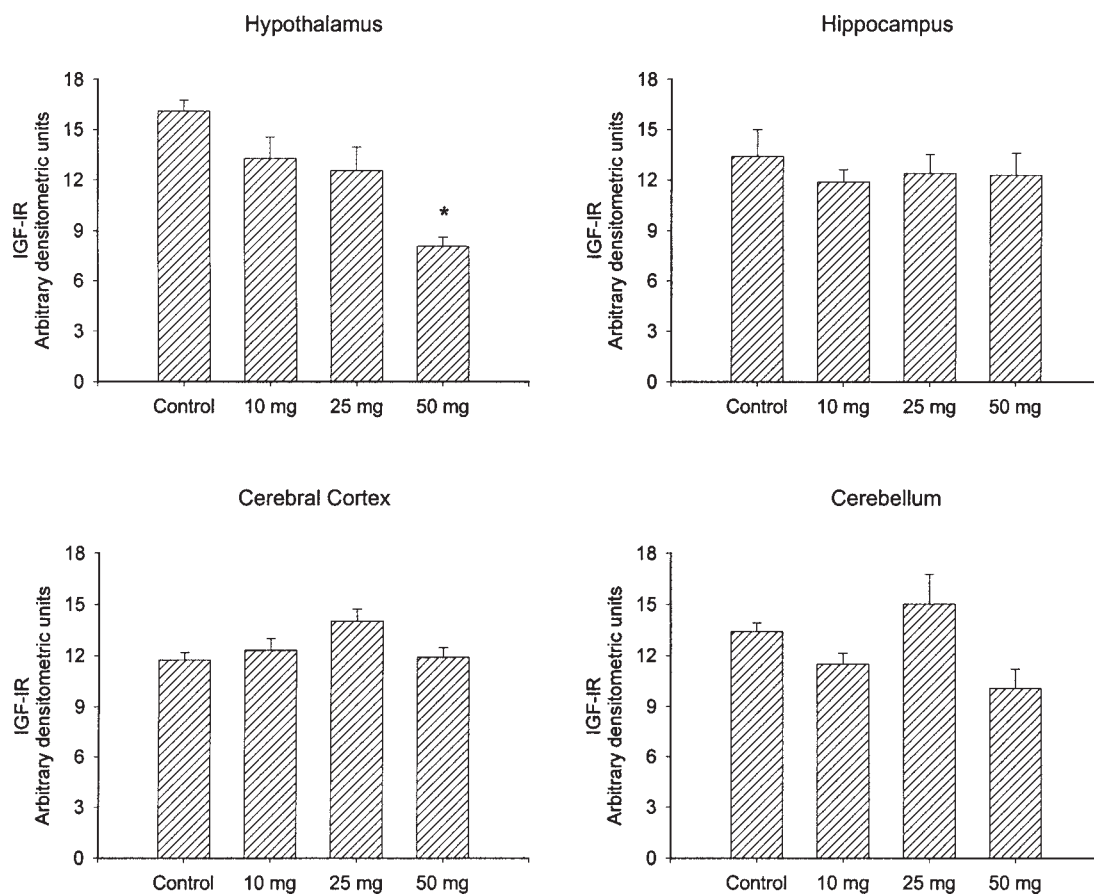 Hypothalamus
IGF-IR
Arbitrary densitometric units
18
15
12
9
6
3
0
*
Control 10 mg 25 mg 50 mg
Hippocampus
IGF-IR
Arbitrary densitometric units
18
15
12
9
6
3
0
Control 10 mg 25 mg 50 mg
Cerebral Cortex
IGF-IR
Arbitrary densitometric units
18
15
12
9
6
3
0
Control 10 mg 25 mg 50 mg
Cerebellum
IGF-IR
Arbitrary densitometric units
18
15
12
9
6
3
0
Control 10 mg 25 mg 50 mg